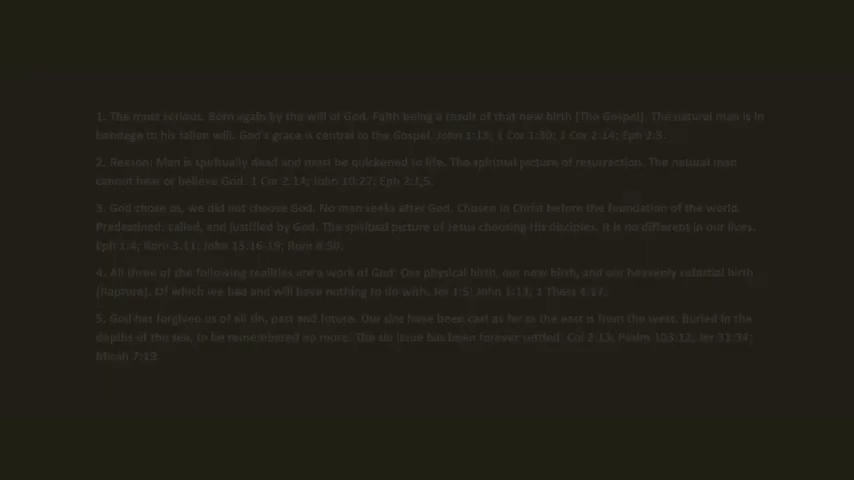 1. The most serious. Born again by the will of God. Faith being a result of that new birth (The Gospel). The natural man is in
bondage to his fallen will. God's grace is central to the Gospel. John 1:13; 1 Cor 1:30; 1 Cor 2:14; Eph 2:5.
2. Reason: Man is spiritually dead and must be quickened to life. The spiritual picture of resurrection. The natural man
cannot hear or believe God. 1 Cor 2:14; John 10:27; Eph 2:1,5.
3. God chose us, we did not choose God. No man seeks after God. Chosen in Christ before the foundation of the world.
Predestined, called, and justified by God. The spiritual picture of Jesus choosing His disciples. It is no different in our lives.
Eph 1:4; Rom 3:11; John 15:16-19; Rom 8:30.
4. All three of the following realities are a work of God: Our physical birth, our new birth, and our heavenly celestial birth
(Rapture). Of which we had and will have nothing to do with. Jer 1:5; John 1:13; 1 Thess 4:17.
5. God has forgiven us of all sin, past and future. Our sins have been cast as far as the east is from the west. Buried in the
depths of the sea, to be remembered no more. The sin issue has been forever settled. Col 2:13; Psalm 103:12; Jer 31:34;
Micah 7:19.